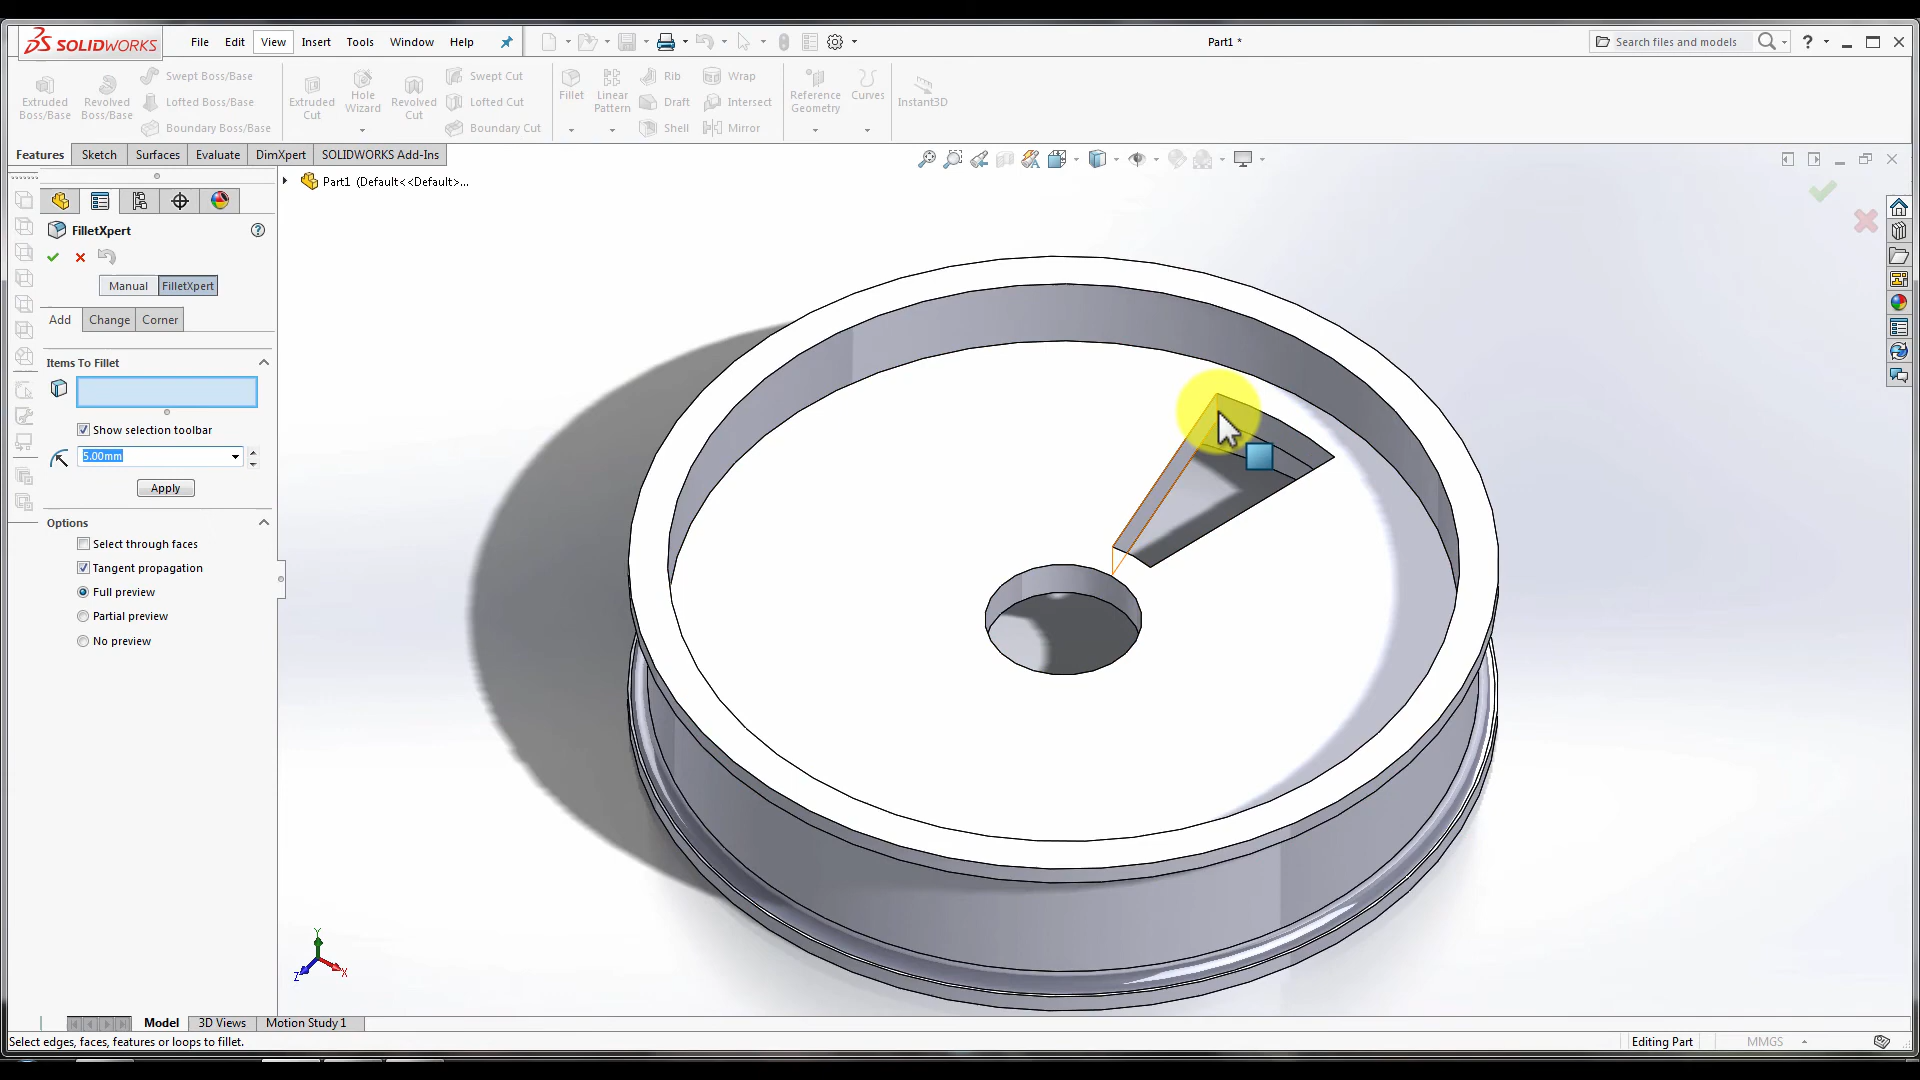 SOLIDWORKS File Edit View Insert Tools Window Help Part1 * Search files and models ?
Extruded Boss/Base
Revolved Boss/Base
Swept Boss/Base
Lofted Boss/Base
Boundary Boss/Base
Extruded Cut
Hole Wizard
Revolved Cut
Swept Cut
Lofted Cut
Boundary Cut
Fillet
Linear Pattern
Rib
Draft
Shell
Wrap
Intersect
Mirror
Reference Geometry
Curves
Instant3D
Features Sketch Surfaces Evaluate DimXpert SOLIDWORKS Add-Ins
Part1 (Default<<Default>...
FilletXpert ?
Manual FilletXpert
Add Change Corner
Items To Fillet
Show selection toolbar
5.00mm
Apply
Options
Select through faces
Tangent propagation
Full preview
Partial preview
No preview
Y
Z X
Model 3D Views Motion Study 1
Select edges, faces, features or loops to fillet. Editing Part MMGS